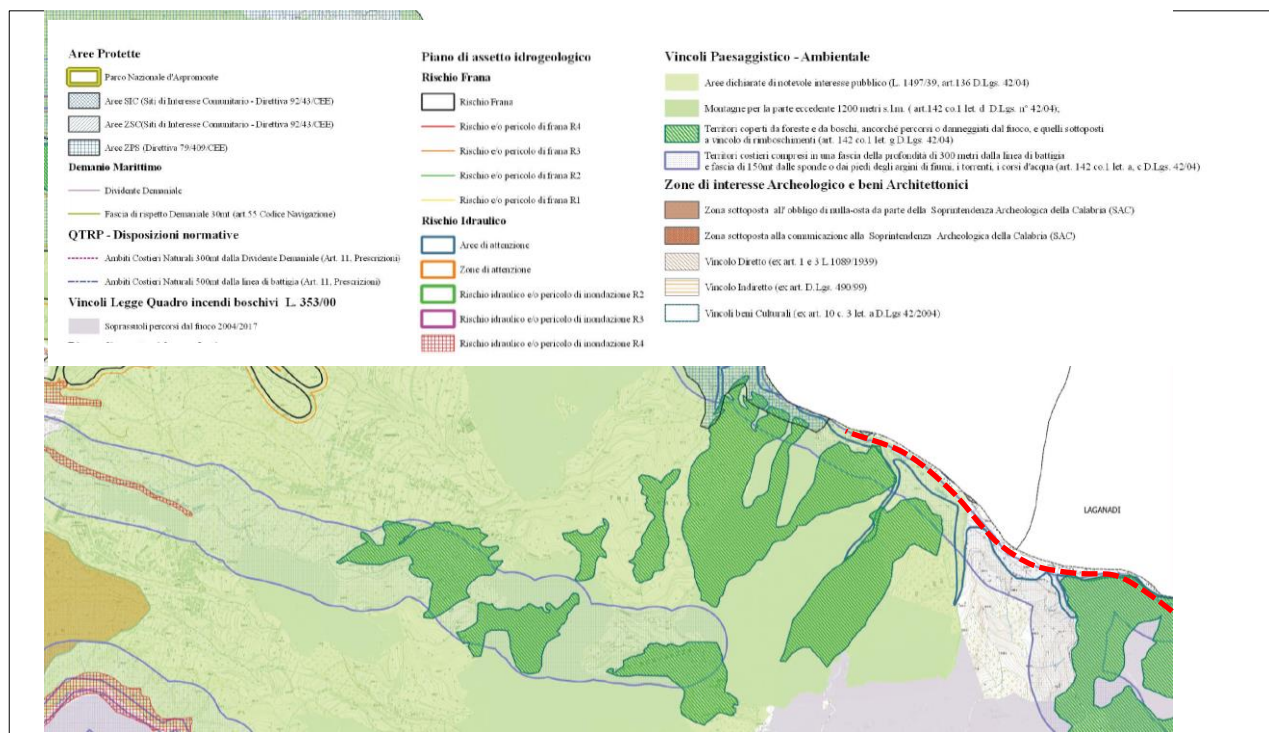 Aree Protette
Parco Nazionale d'Aspromonte
Aree SIC (Siti di Interesse Comunitario - Direttiva 92/43/CEE)
Aree ZSC(Siti di Interesse Comunitario - Direttiva 92/43/CEE)
Aree ZPS (Direttiva 79/409/CEE)
Demanio Marittimo
Dividente Demaniale
Fascia di rispetto Demaniale 30mt (art.55 Codice Navigazione)
QTRP - Disposizioni normative
Ambiti Costieri Naturali 300mt dalla Dividente Demaniale (Art. 11, Prescrizioni)
Ambiti Costieri Naturali 500mt dalla linea di battigia (Art. 11, Prescrizioni)
Vincoli Legge Quadro incendi boschivi L. 353/00
Soprassuoli percorsi dal fuoco 2004/2017
Piano di assetto idrogeologico
Rischio Frana
Rischio Frana
Rischio e/o pericolo di frana R4
Rischio e/o pericolo di frana R3
Rischio e/o pericolo di frana R2
Rischio e/o pericolo di frana R1
Rischio Idraulico
Aree di attenzione
Zone di attenzione
Rischio idraulico e/o pericolo di inondazione R2
Rischio idraulico e/o pericolo di inondazione R3
Rischio idraulico e/o pericolo di inondazione R4
Vincoli Paesaggistico - Ambientale
Aree dichiarate di notevole interesse pubblico (L. 1497/39, art.136 D.Lgs. 42/04)
Montagne per la parte eccedente 1200 metri s.l.m. ( art.142 co.1 let. d D.Lgs. n° 42/04);
Territori coperti da foreste e da boschi, ancorché percorsi o danneggiati dal fuoco, e quelli sottoposti
a vincolo di rimboschimenti (art. 142 co.1 let. g D.Lgs. 42/04)
Territori costieri compresi in una fascia della profondità di 300 metri dalla linea di battigia
e fascia di 150mt dalle sponde o dai piedi degli argini di fiumi, i torrenti, i corsi d'acqua (art. 142 co.1 let. a, c D.Lgs. 42/04)
Zone di interesse Archeologico e beni Architettonici
Zona sottoposta all' obbligo di nulla-osta da parte della Soprintendenza Archeologica della Calabria (SAC)
Zona sottoposta alla comunicazione alla Soprintendenza Archeologica della Calabria (SAC)
Vincolo Diretto (ex art. 1 e 3 L.1089/1939)
Vincolo Indiretto (ex art. D.Lgs. 490/99)
Vincoli beni Culturali (ex art. 10 c. 3 let. a D.Lgs 42/2004)
LAGANADI